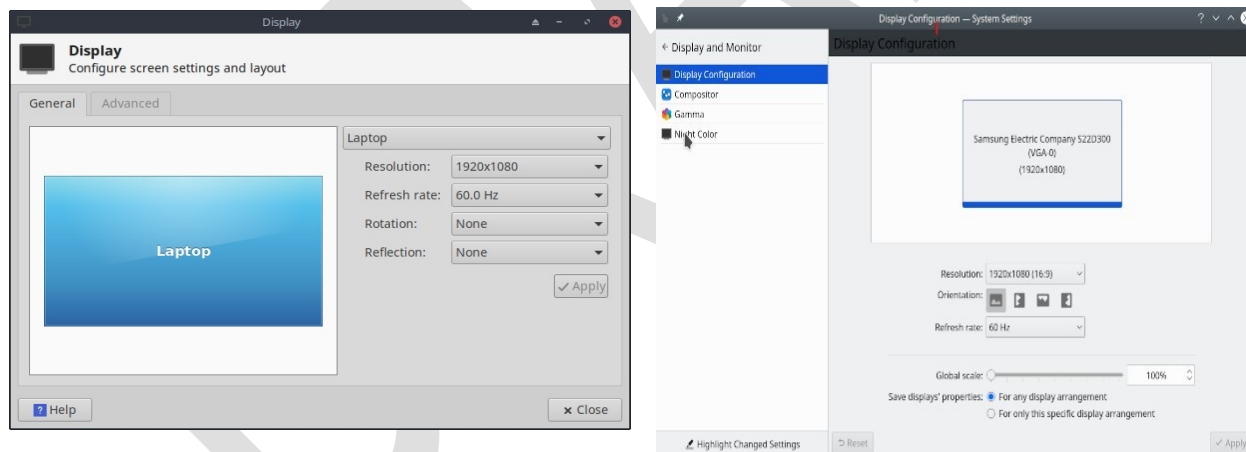 Display
Display
Configure screen settings and layout
General Advanced
Laptop
Laptop
Resolution: 1920x1080
Refresh rate: 60.0 Hz
Rotation: None
Reflection: None
Apply
Help
Close
Display Configuration — System Settings
Display and Monitor
Display Configuration
Compositor
Gamma
Night Color
Highlight Changed Settings
Display Configuration
Samsung Electric Company S22D300
(VGA-0)
(1920x1080)
Resolution: 1920x1080 (16:9)
Orientation:
Refresh rate: 60 Hz
Global scale: 100%
Save displays' properties: For any display arrangement
For only this specific display arrangement
Reset
Apply